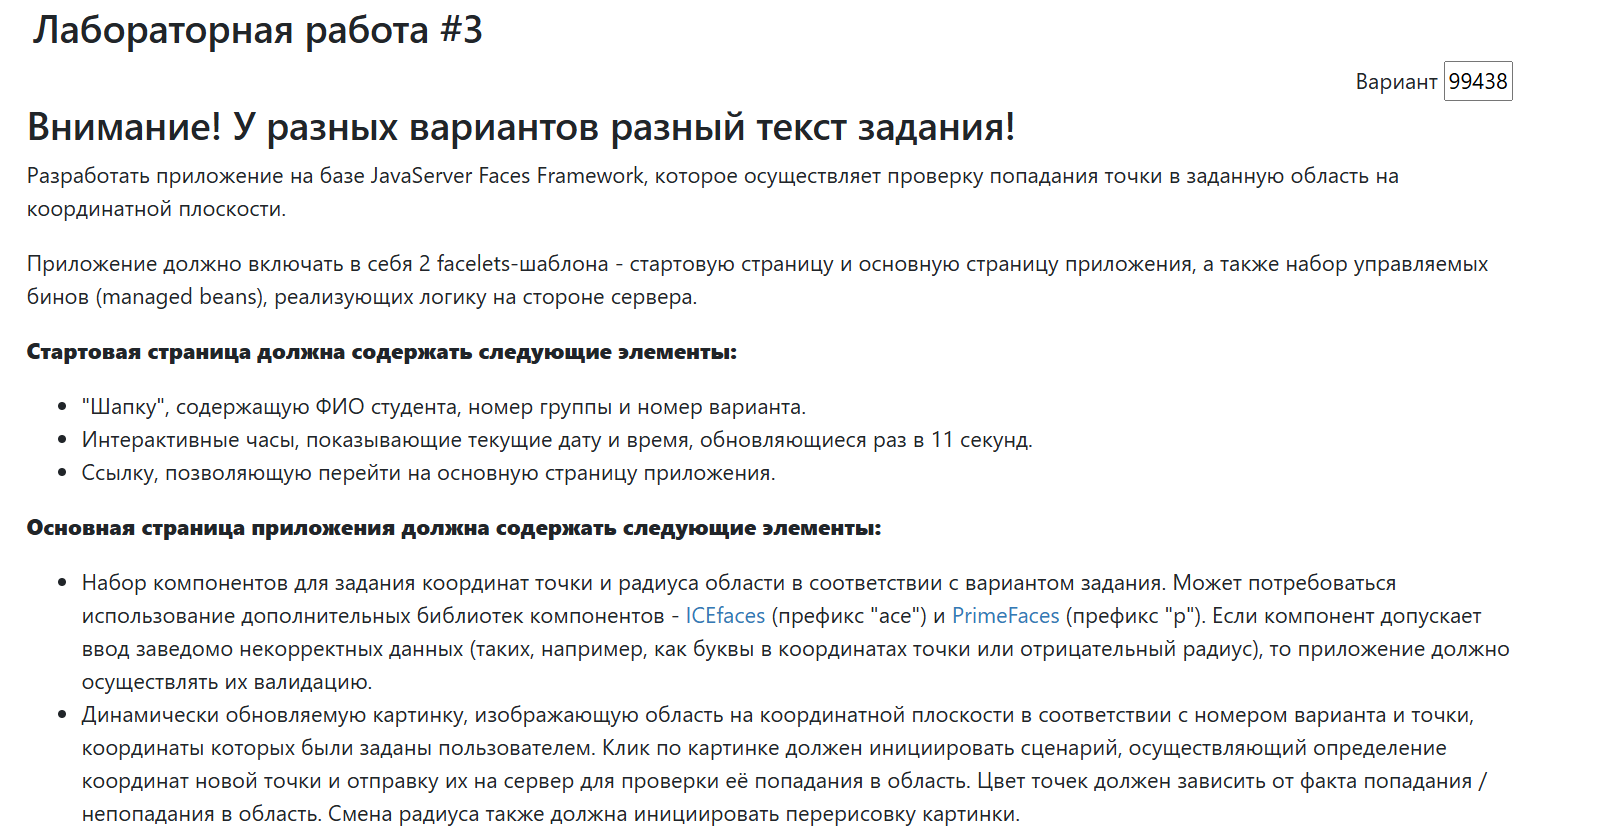 Лабораторная работа #3
Вариант 99438
Внимание! У разных вариантов разный текст задания!
Разработать приложение на базе JavaServer Faces Framework, которое осуществляет проверку попадания точки в заданную область на
координатной плоскости.
Приложение должно включать в себя 2 facelets-шаблона - стартовую страницу и основную страницу приложения, а также набор управляемых
бинов (managed beans), реализующих логику на стороне сервера.
Стартовая страница должна содержать следующие элементы:
• "Шапку", содержащую ФИО студента, номер группы и номер варианта.
• Интерактивные часы, показывающие текущие дату и время, обновляющиеся раз в 11 секунд.
• Ссылку, позволяющую перейти на основную страницу приложения.
Основная страница приложения должна содержать следующие элементы:
• Набор компонентов для задания координат точки и радиуса области в соответствии с вариантом задания. Может потребоваться
использование дополнительных библиотек компонентов - ICEfaces (префикс "ace") и PrimeFaces (префикс "p"). Если компонент допускает
ввод заведомо некорректных данных (таких, например, как буквы в координатах точки или отрицательный радиус), то приложение должно
осуществлять их валидацию.
• Динамически обновляемую картинку, изображающую область на координатной плоскости в соответствии с номером варианта и точки,
координаты которых были заданы пользователем. Клик по картинке должен инициировать сценарий, осуществляющий определение
координат новой точки и отправку их на сервер для проверки её попадания в область. Цвет точек должен зависить от факта попадания /
непопадания в область. Смена радиуса также должна инициировать перерисовку картинки.